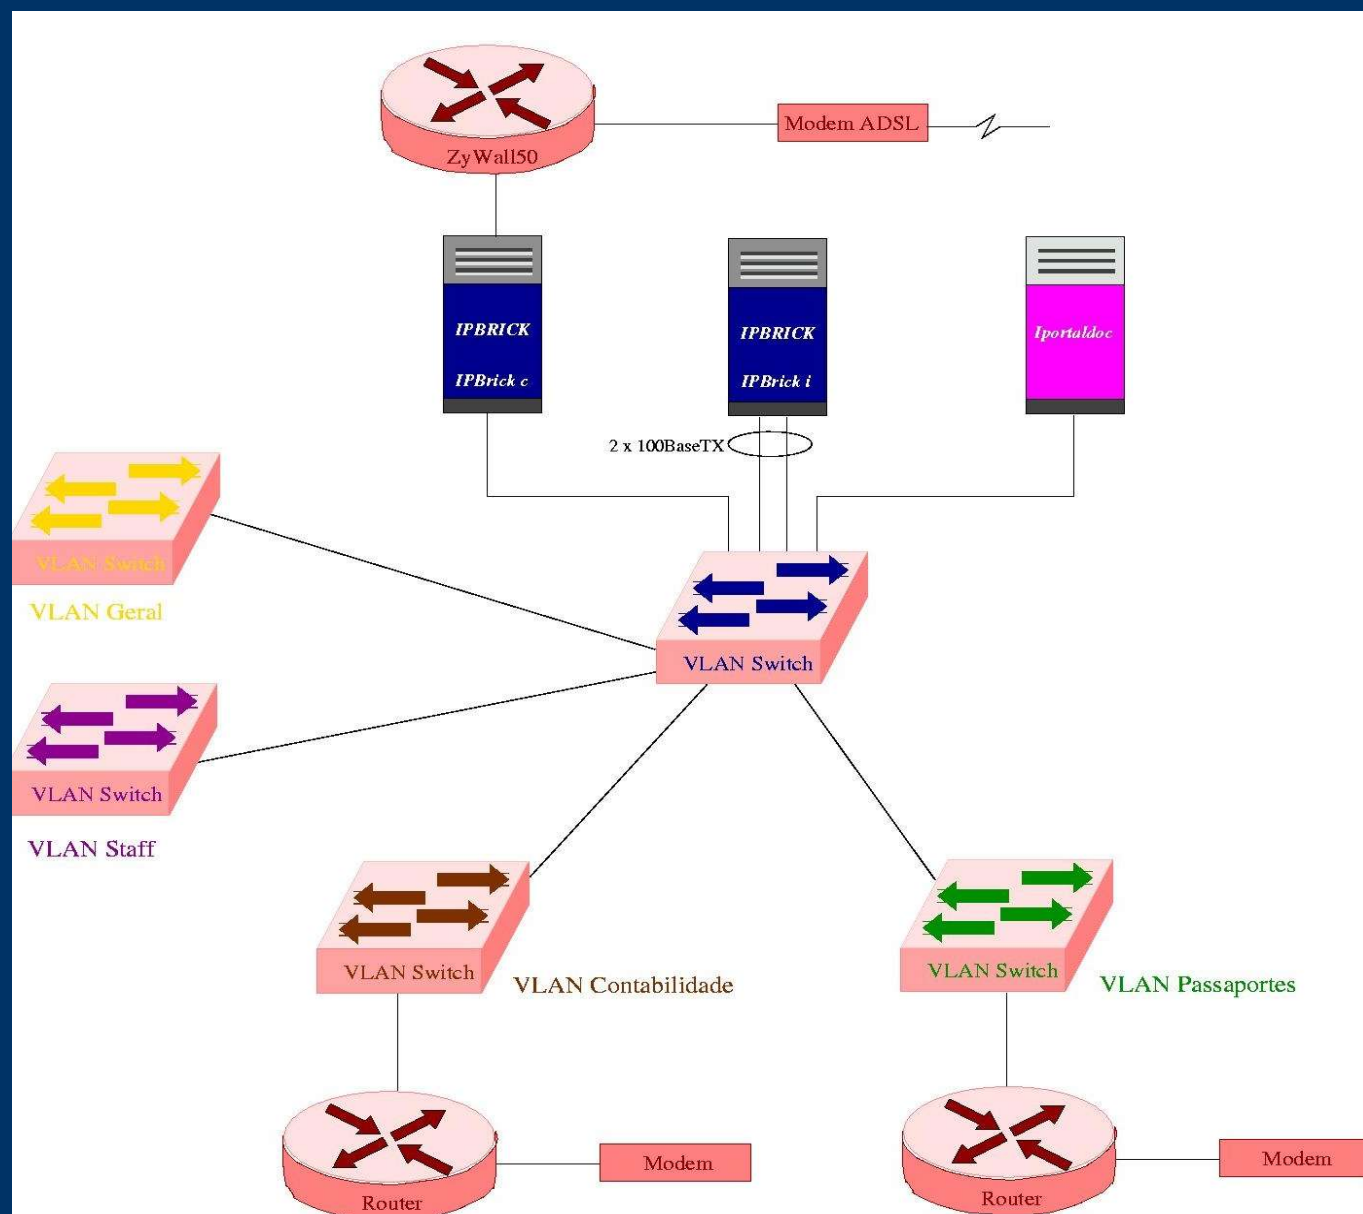 Modem ADSL
ZyWall50
IPBRICK
IPBrick c
IPBRICK
IPBrick i
Iportaldoc
2 x 100BaseTX
VLAN Switch
VLAN Geral
VLAN Switch
VLAN Switch
VLAN Staff
VLAN Switch
VLAN Contabilidade
VLAN Switch
VLAN Passaportes
Router
Modem
Router
Modem